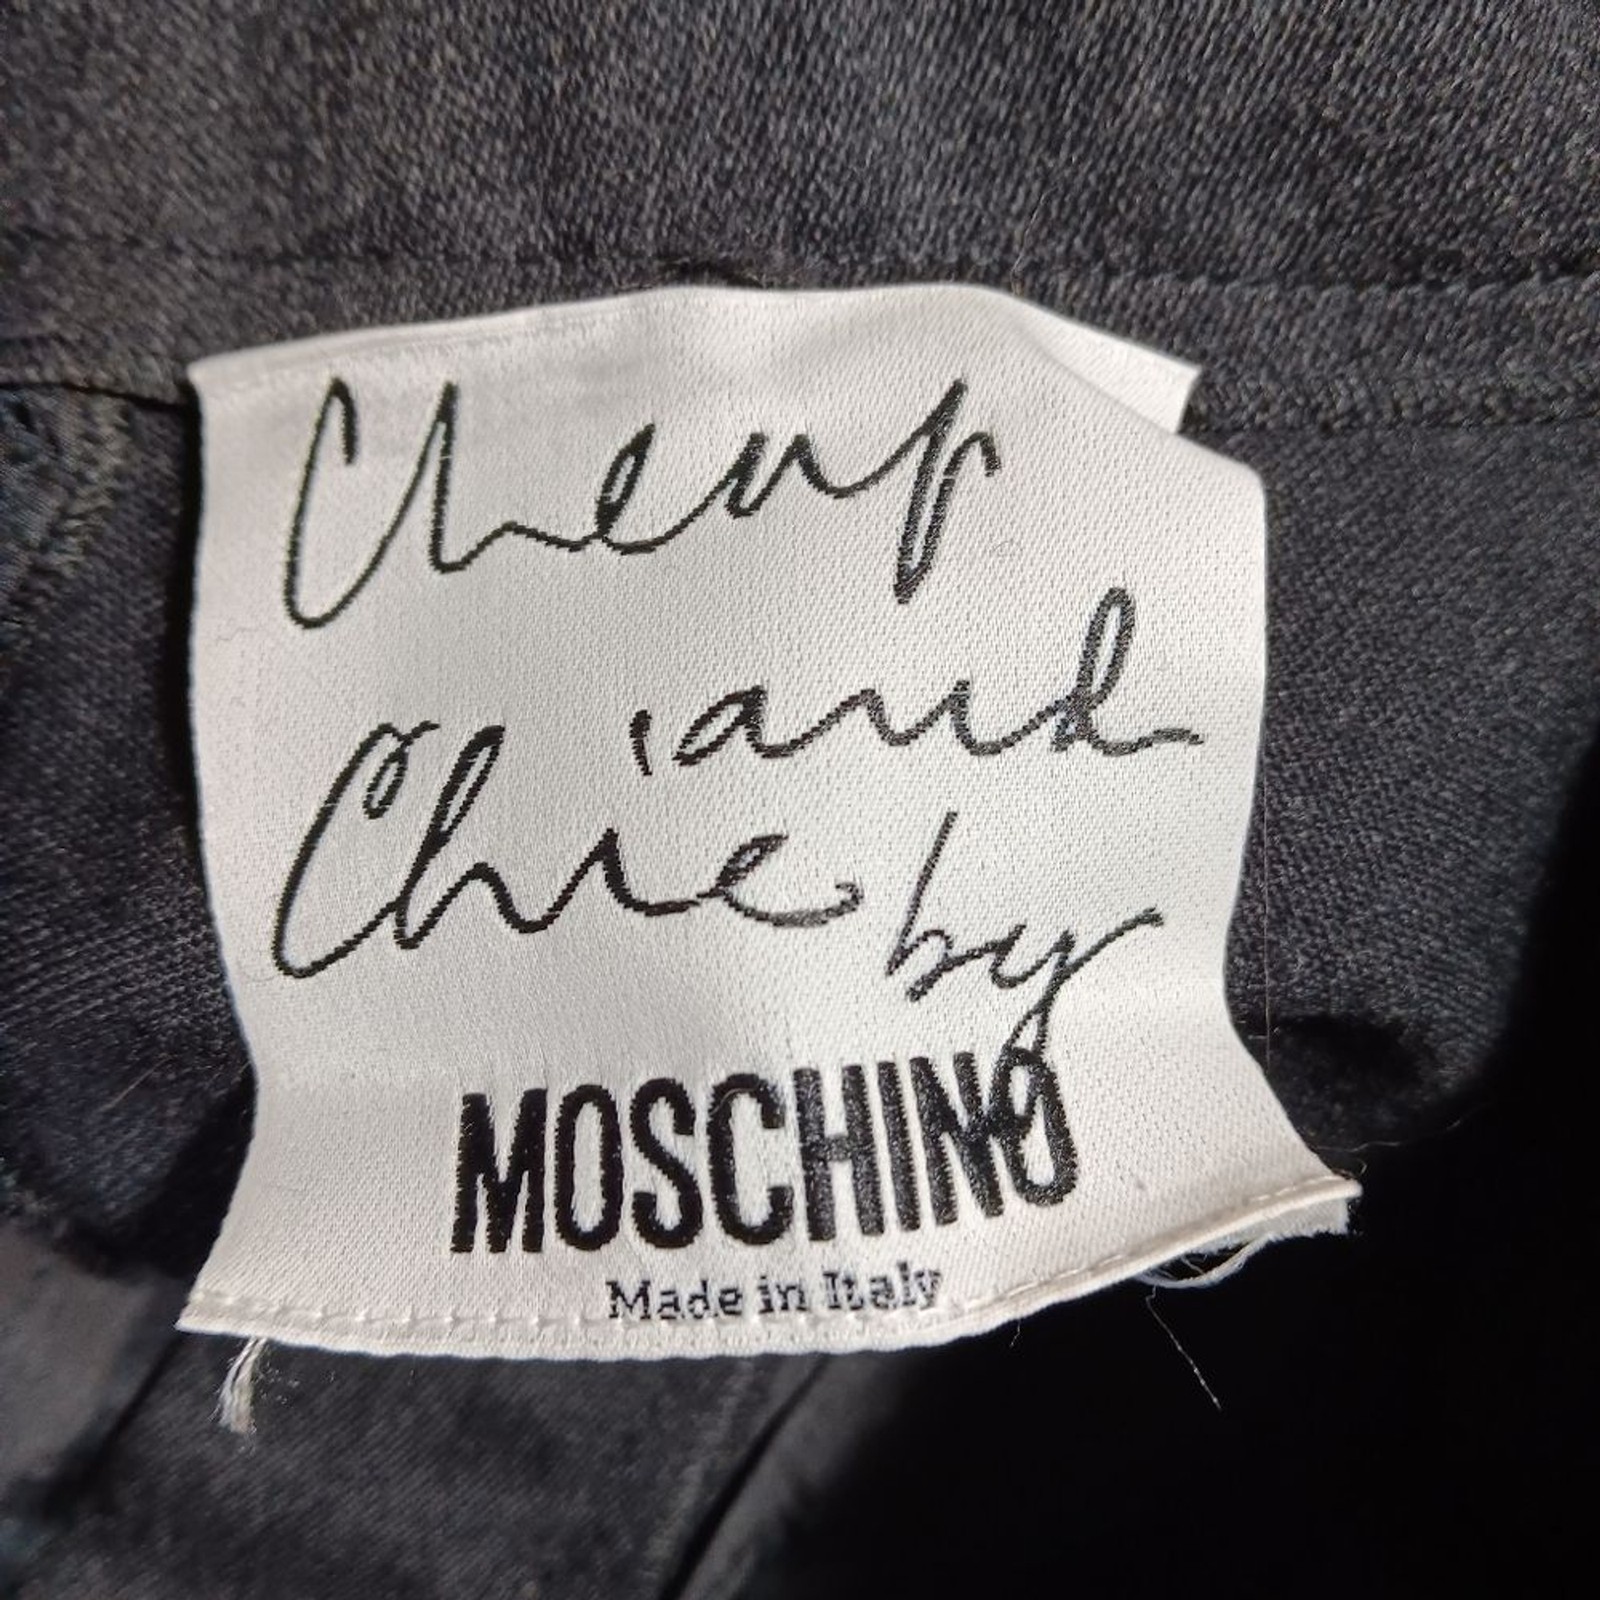 Cheap
and
Chic by
MOSCHINO
Made in Italy